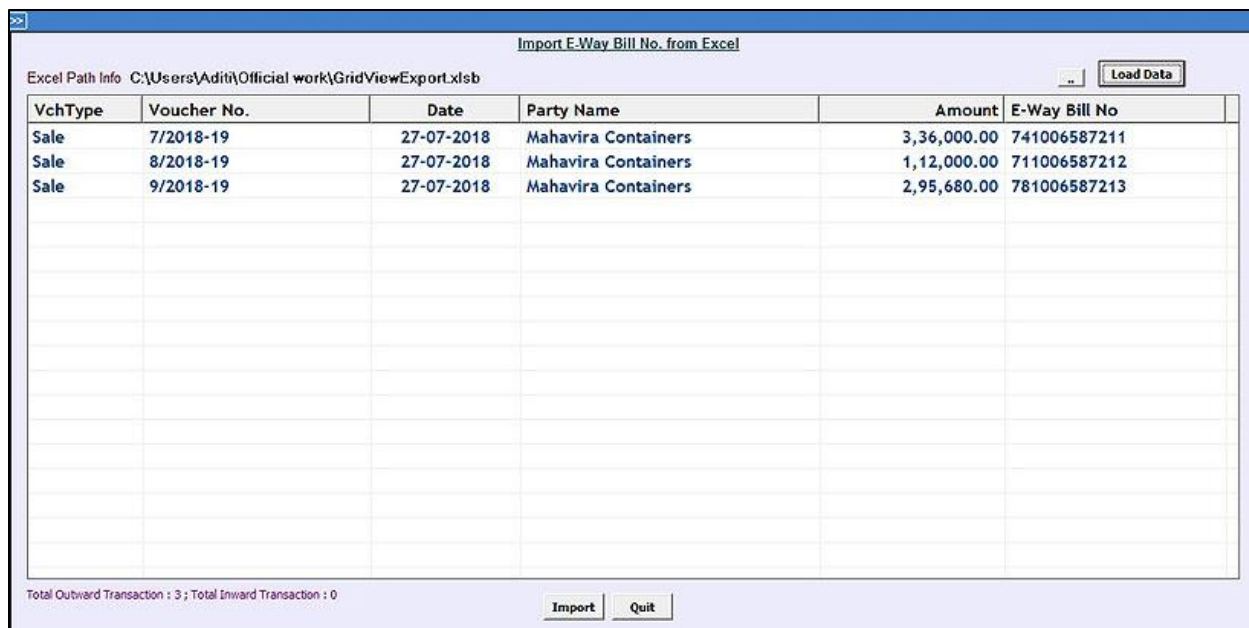 >>
Import E-Way Bill No. from Excel
Excel Path Info C:\Users\Aditi\Official work\GridViewExport.xlsb .. Load Data
VchType Voucher No. Date Party Name Amount E-Way Bill No
Sale 7/2018-19 27-07-2018 Mahavira Containers 3,36,000.00 741006587211
Sale 8/2018-19 27-07-2018 Mahavira Containers 1,12,000.00 711006587212
Sale 9/2018-19 27-07-2018 Mahavira Containers 2,95,680.00 781006587213
Total Outward Transaction : 3 ; Total Inward Transaction : 0
Import Quit